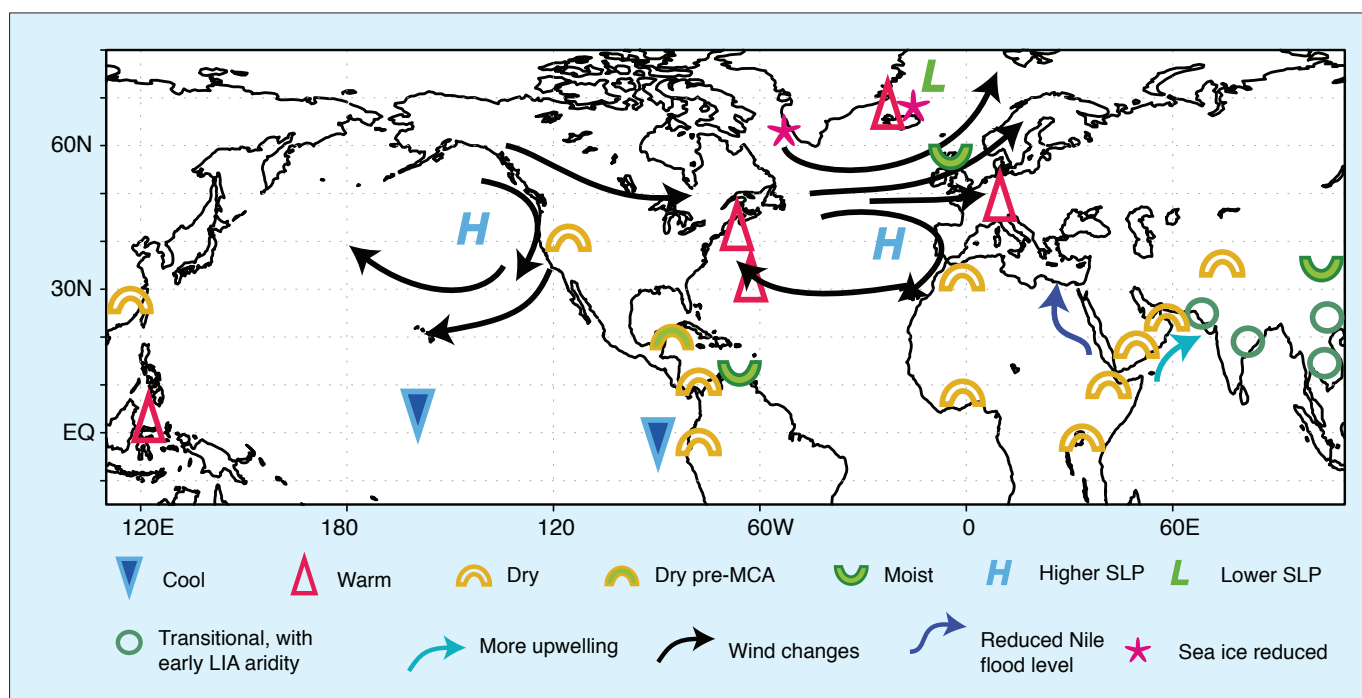 L
60N
H
H
30N
EQ
120E 180 120 60W 0 60E
Cool Warm Dry Dry pre-MCA Moist H Higher SLP L Lower SLP
Transitional, with
early LIA aridity
More upwelling
Wind changes
Reduced Nile
flood level
Sea ice reduced